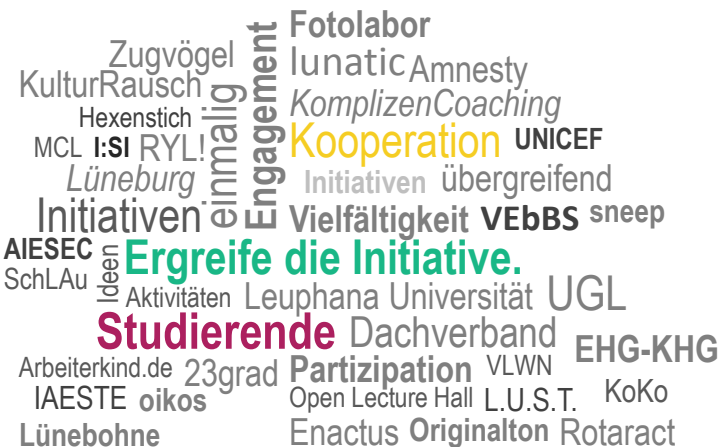 Fotolabor
Zugvögel
lunatic
Amnesty
KulturRausch
einmalig
Engagement
KomplizenCoaching
Hexenstich
Kooperation
UNICEF
MCL
I:SI
RYL!
Lüneburg
Initiativen
übergreifend
Initiativen
Vielfältigkeit
VEbBS
sneep
AIESEC
Ideen
Ergreife die Initiative.
SchLAu
Aktivitäten
Leuphana Universität
UGL
Studierende
Dachverband
EHG-KHG
Arbeiterkind.de
23grad
Partizipation
VLWN
IAESTE
oikos
Open Lecture Hall
L.U.S.T.
KoKo
Lünebohne
Enactus
Originalton
Rotaract